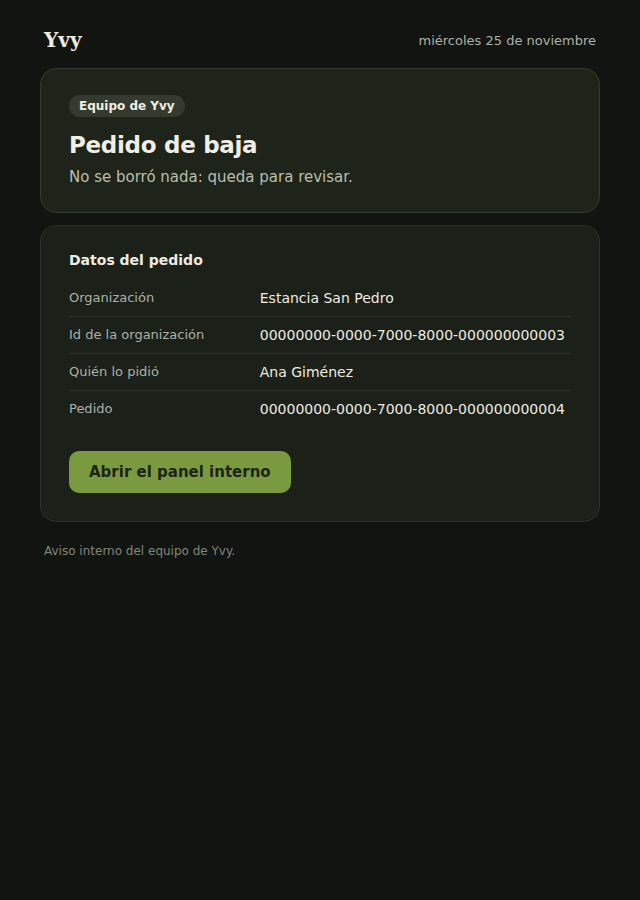 Yvy
miércoles 25 de noviembre
Equipo de Yvy
Pedido de baja
No se borró nada: queda para revisar.
Datos del pedido
Organización Estancia San Pedro
Id de la organización 00000000-0000-7000-8000-000000000003
Quién lo pidió Ana Giménez
Pedido 00000000-0000-7000-8000-000000000004
Abrir el panel interno
Aviso interno del equipo de Yvy.